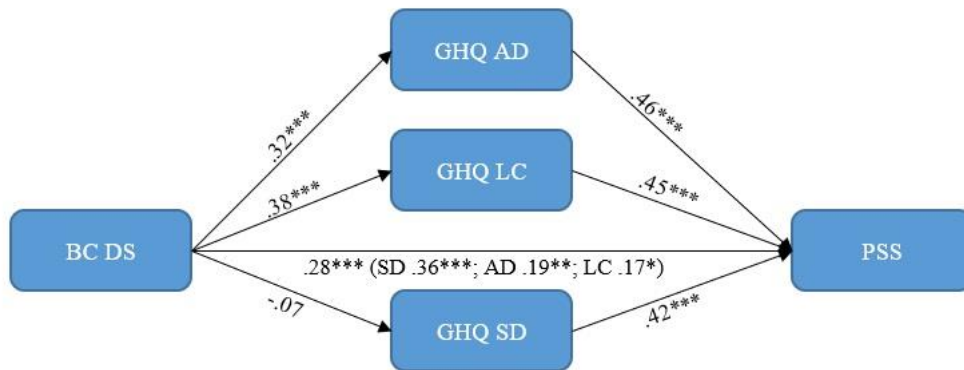 GHQ AD
.32***
.46***
GHQ LC
.38***
.45***
BC DS
PSS
.28*** (SD .36***; AD .19**; LC .17*)
-.07
.42***
GHQ SD